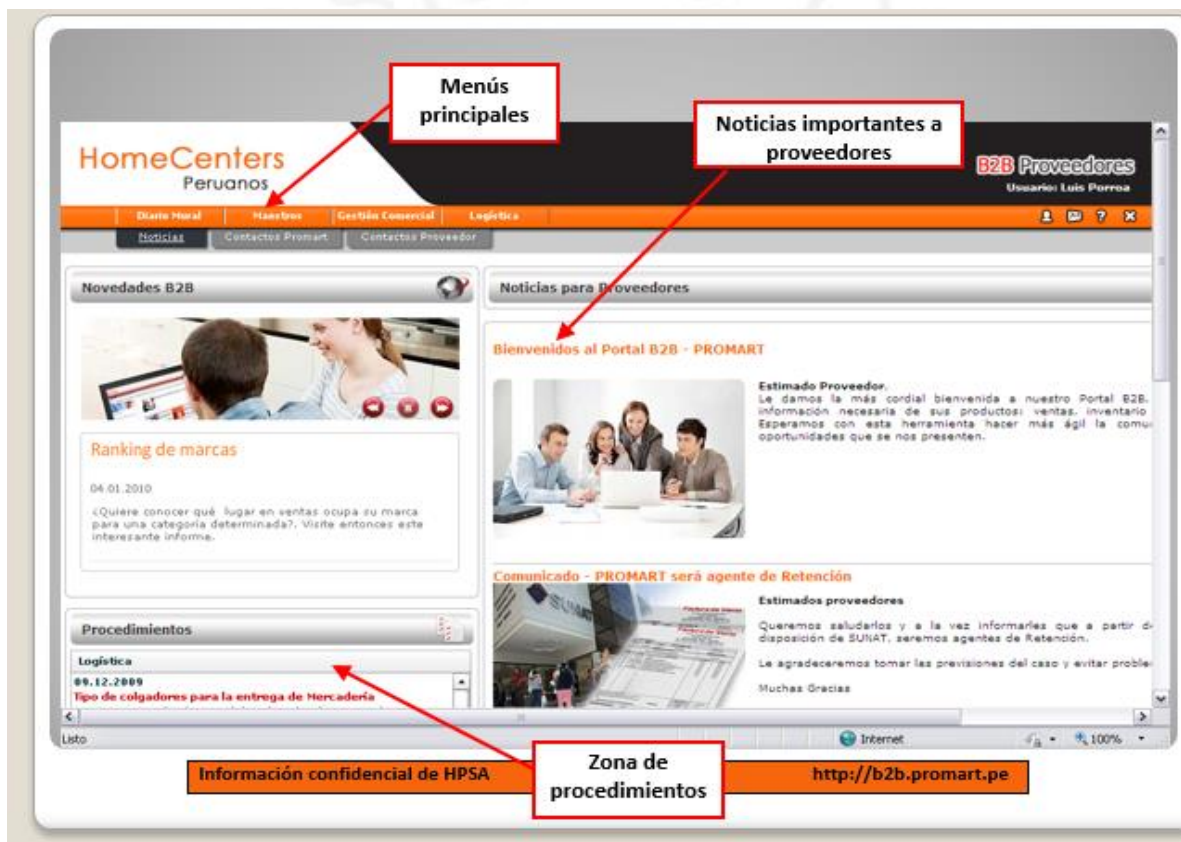 Menús
principales
Noticias importantes a
proveedores
HomeCenters
Peruanos
B2B Proveedores
Usuario: Luis Porroa
Diario Mural Maestros Gestión Comercial Logística
Noticias Contactos Promart Contactos Proveedor
Novedades B2B
Noticias para Proveedores
Bienvenidos al Portal B2B - PROMART
Estimado Proveedor.
Le damos la más cordial bienvenida a nuestro Portal B2B.
información necesaria de sus productos: ventas, inventario
Esperamos con esta herramienta hacer más ágil la comu
oportunidades que se nos presenten.
Ranking de marcas
04.01.2010
¿Quiere conocer qué lugar en ventas ocupa su marca
para una categoría determinada?. Visite entonces este
interesante informe.
Comunicado - PROMART será agente de Retención
SUNAT
Estimados proveedores
Queremos saludarlos y a la vez informarles que a partir d
disposición de SUNAT, seremos agentes de Retención.
Le agradeceremos tomar las previsiones del caso y evitar proble
Muchas Gracias
Procedimientos
Logística
09.12.2009
Tipo de colgadores para la entrega de Mercadería
Listo
Internet
100%
Zona de
procedimientos
Información confidencial de HPSA
http://b2b.promart.pe